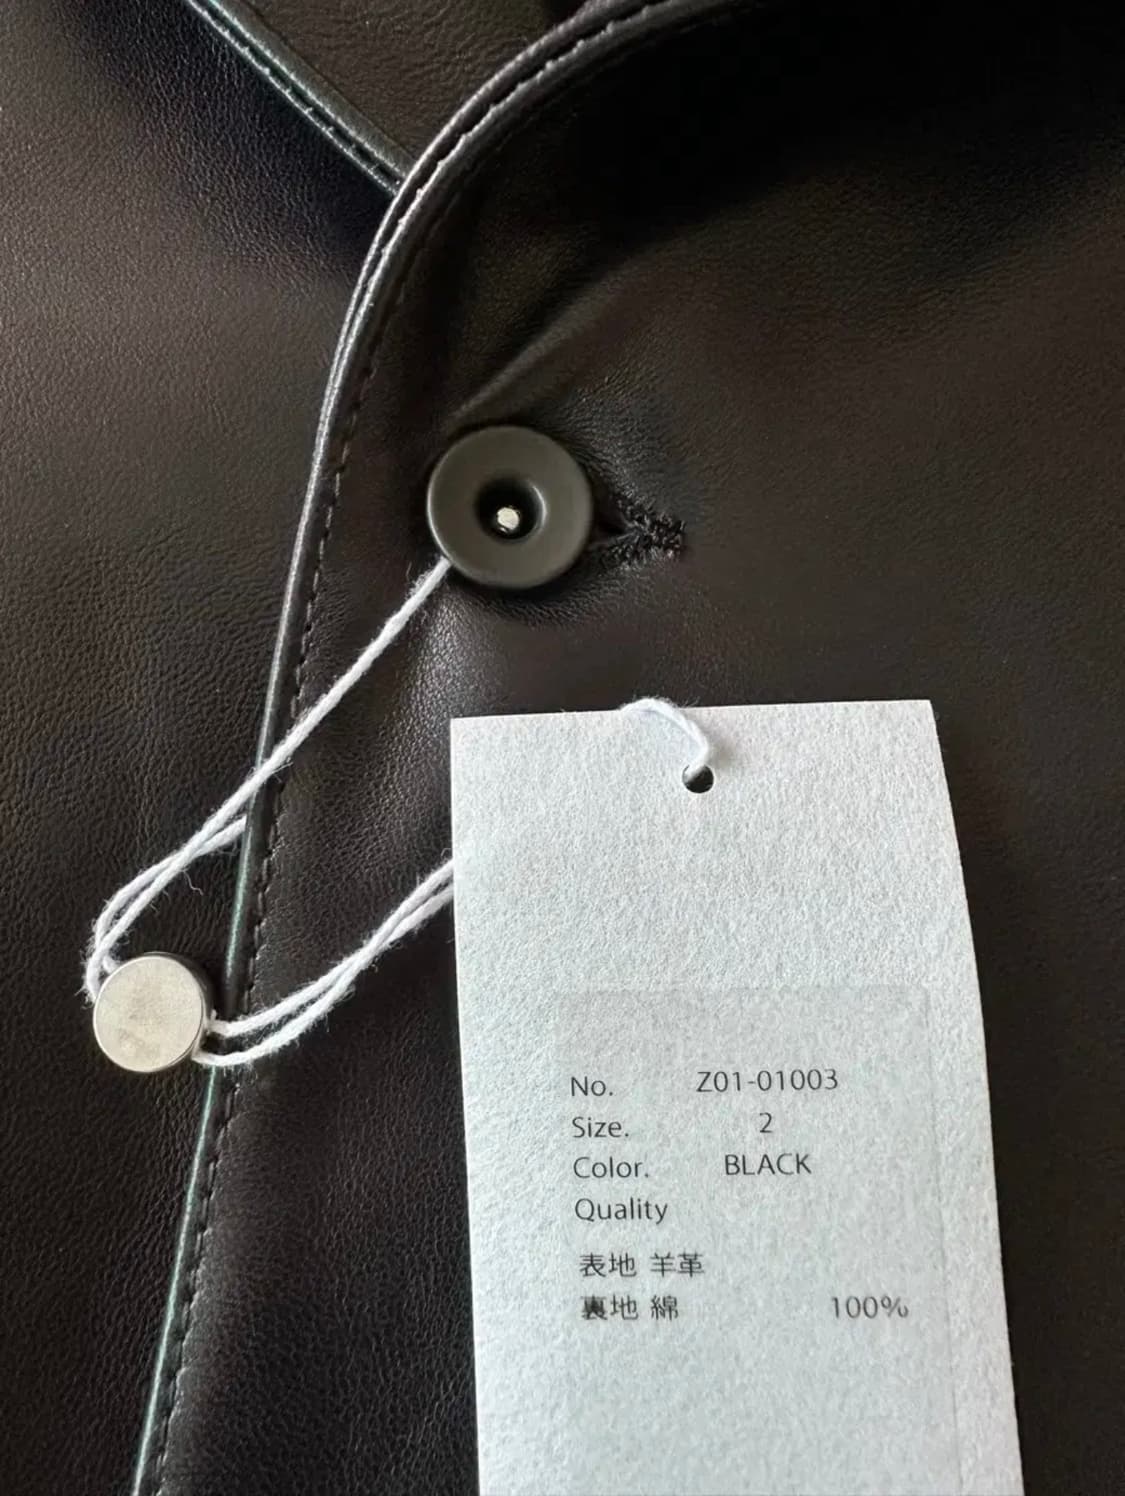 No. Z01-01003
Size. 2
Color. BLACK
Quality
表地 羊革
裏地 綿 100%